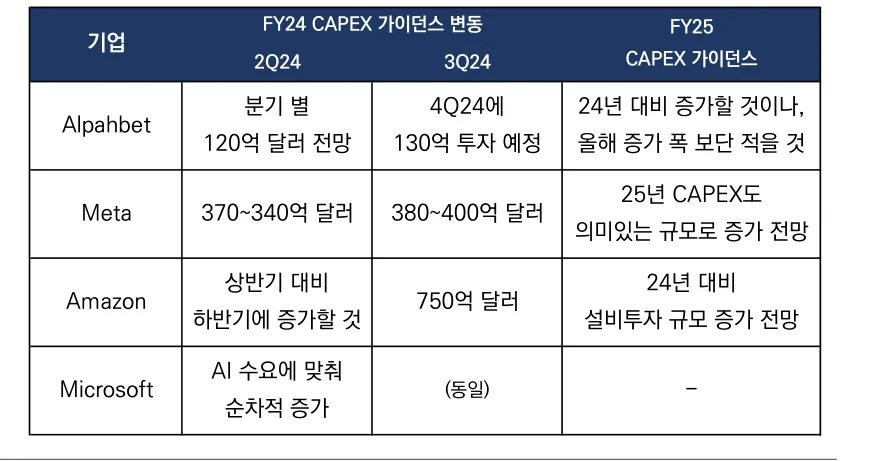 기업
FY24 CAPEX 가이던스 변동
FY25
CAPEX 가이던스
2Q24
3Q24
Alpahbet
분기 별
120억 달러 전망
4Q24에
130억 투자 예정
24년 대비 증가할 것이나,
올해 증가 폭 보단 적을 것
Meta
370~340억 달러
380~400억 달러
25년 CAPEX도
의미있는 규모로 증가 전망
Amazon
상반기 대비
하반기에 증가할 것
750억 달러
24년 대비
설비투자 규모 증가 전망
Microsoft
AI 수요에 맞춰
순차적 증가
(동일)
–